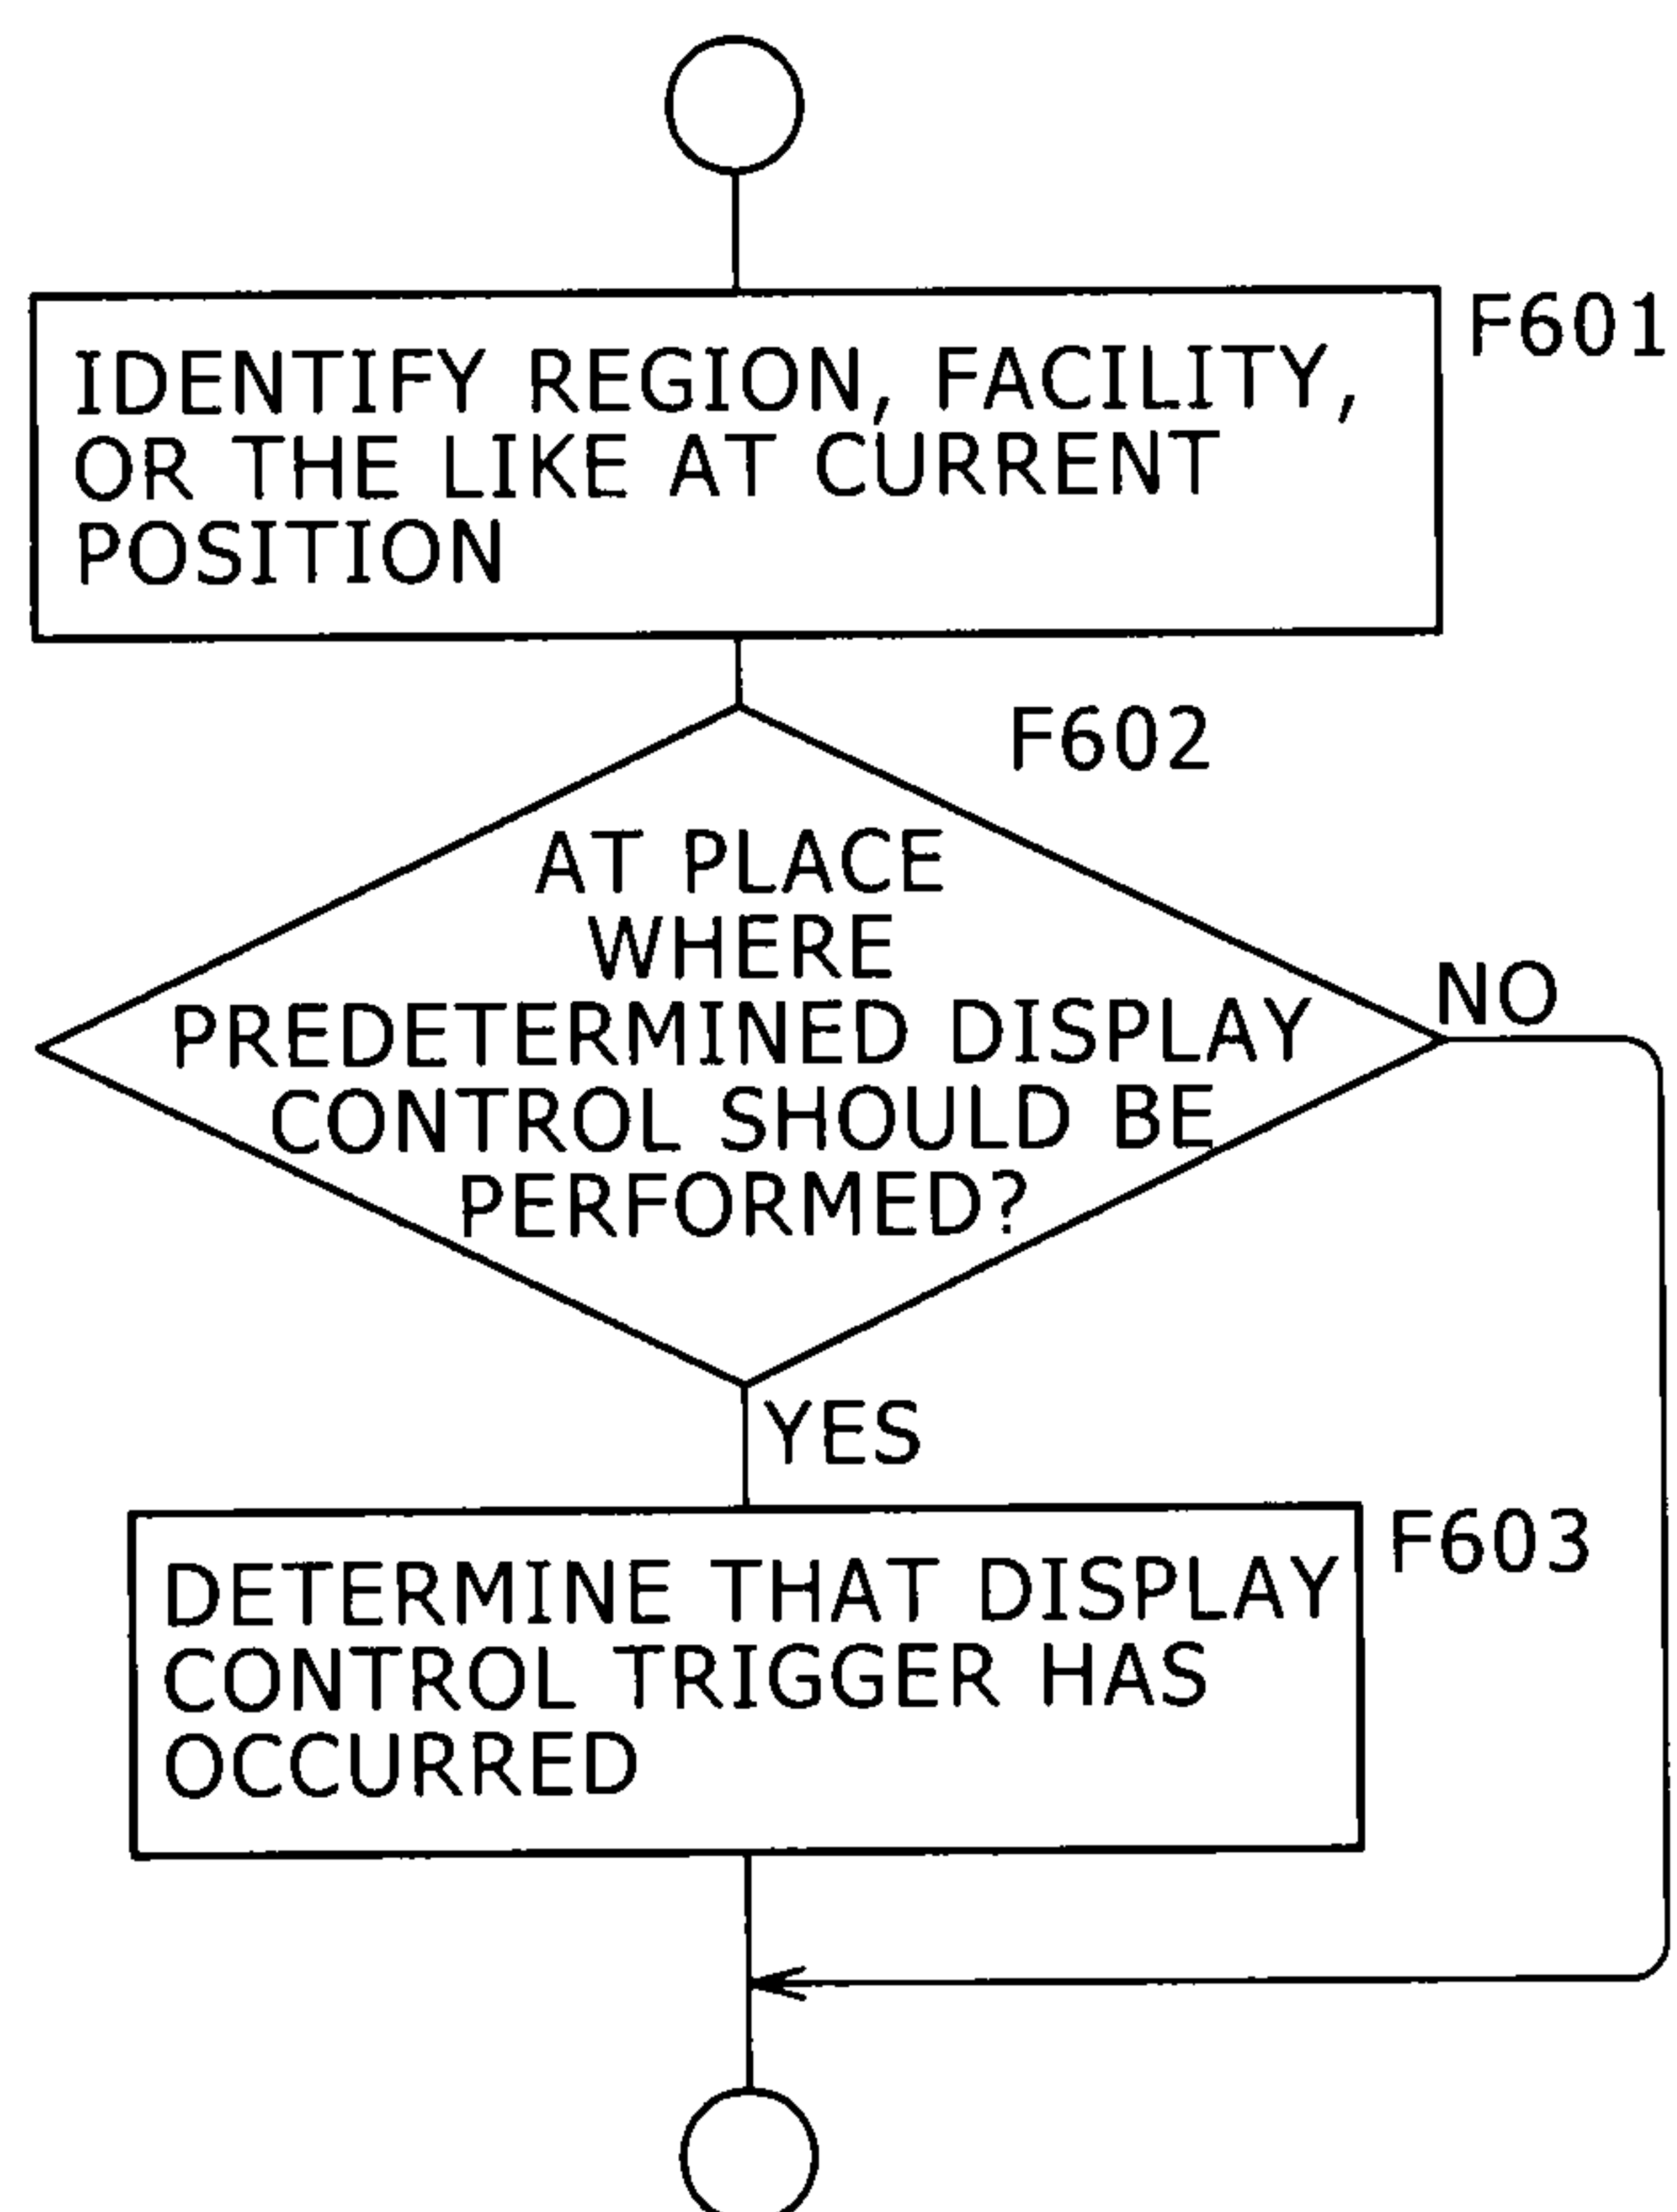 IDENTIFY REGION, FACILITY,
OR THE LIKE AT CURRENT
POSITION
F601
F602
AT PLACE
WHERE
PREDETERMINED DISPLAY
CONTROL SHOULD BE
PERFORMED?
NO
YES
F603
DETERMINE THAT DISPLAY
CONTROL TRIGGER HAS
OCCURRED